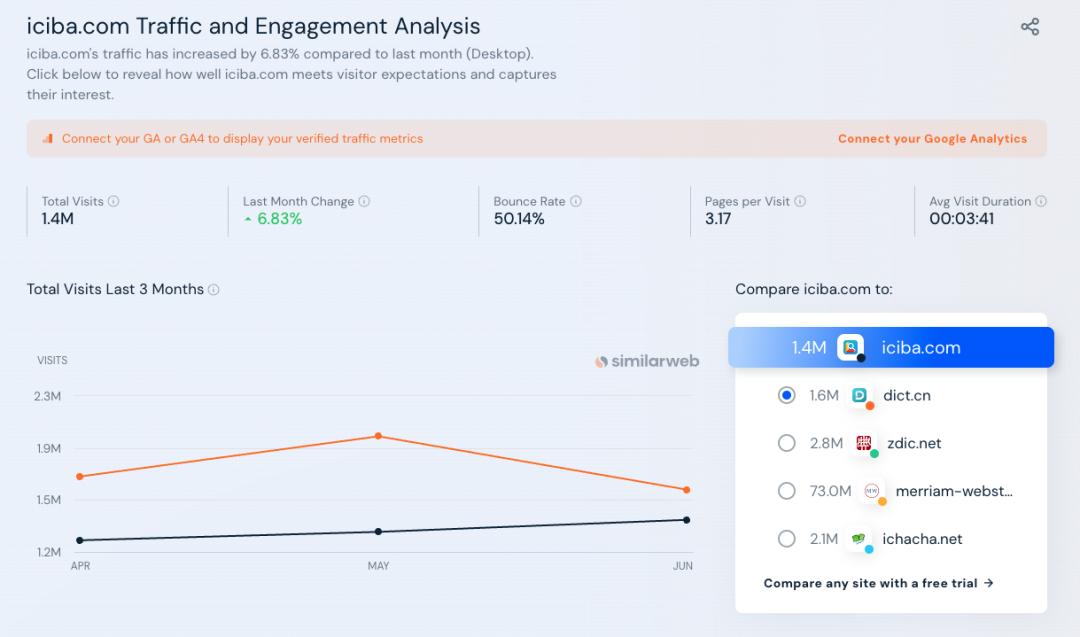 iciba.com Traffic and Engagement Analysis
iciba.com's traffic has increased by 6.83% compared to last month (Desktop).
Click below to reveal how well iciba.com meets visitor expectations and captures
their interest.
Connect your GA or GA4 to display your verified traffic metrics
Connect your Google Analytics
Total Visits
1.4M
Last Month Change
6.83%
Bounce Rate
50.14%
Pages per Visit
3.17
Avg Visit Duration
00:03:41
Total Visits Last 3 Months
VISITS
similarweb
2.3M
1.9M
1.5M
1.2M
APR
MAY
JUN
Compare iciba.com to:
1.4M iciba.com
1.6M D dict.cn
2.8M zdic.net
73.0M MW merriam-webst...
2.1M ichacha.net
Compare any site with a free trial →